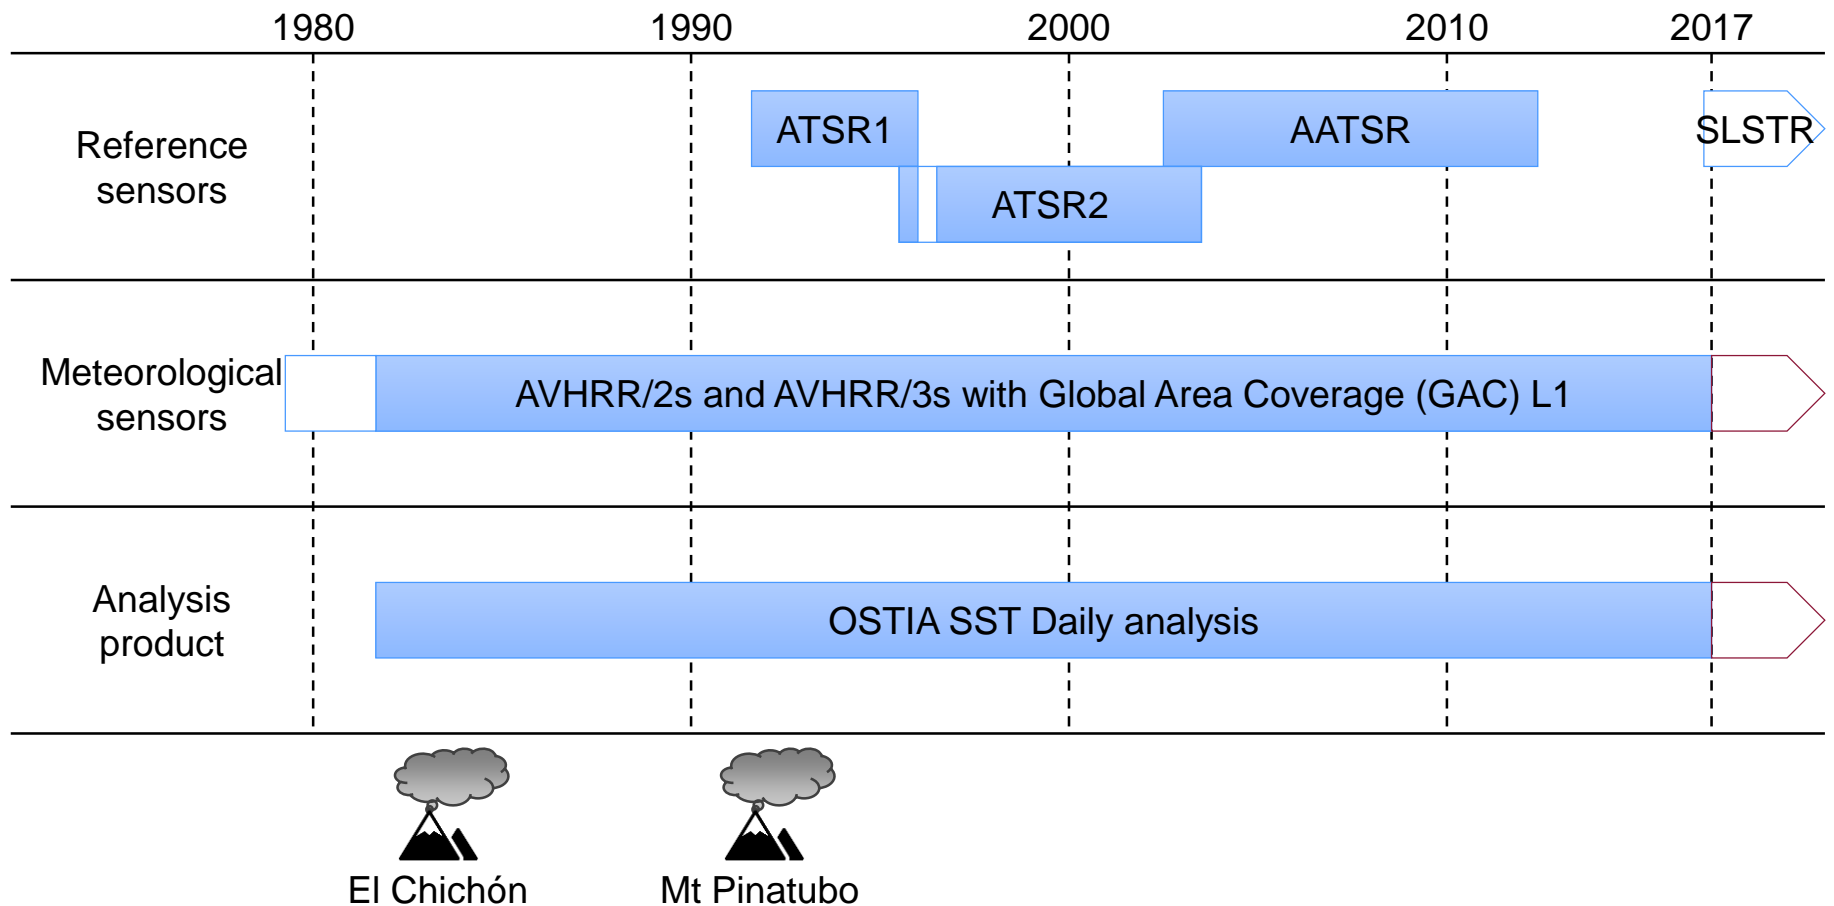 1980 1990 2000 2010 2017
Reference
sensors
ATSR1
AATSR
SLSTR
ATSR2
Meteorological
sensors
AVHRR/2s and AVHRR/3s with Global Area Coverage (GAC) L1
Analysis
product
OSTIA SST Daily analysis
El Chichón
Mt Pinatubo